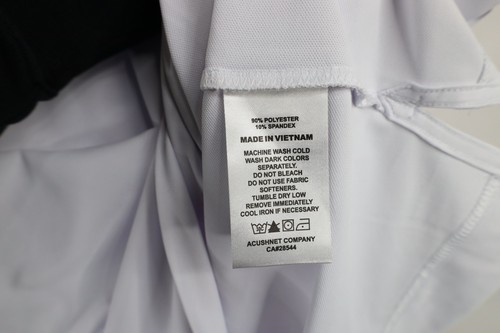 90% POLYESTER
10% SPANDEX
MADE IN VIETNAM
MACHINE WASH COLD
WASH DARK COLORS
SEPARATELY.
DO NOT BLEACH
DO NOT USE FABRIC
SOFTENERS.
TUMBLE DRY LOW
REMOVE IMMEDIATELY
COOL IRON IF NECESSARY
ACUSHNET COMPANY
CA#28544